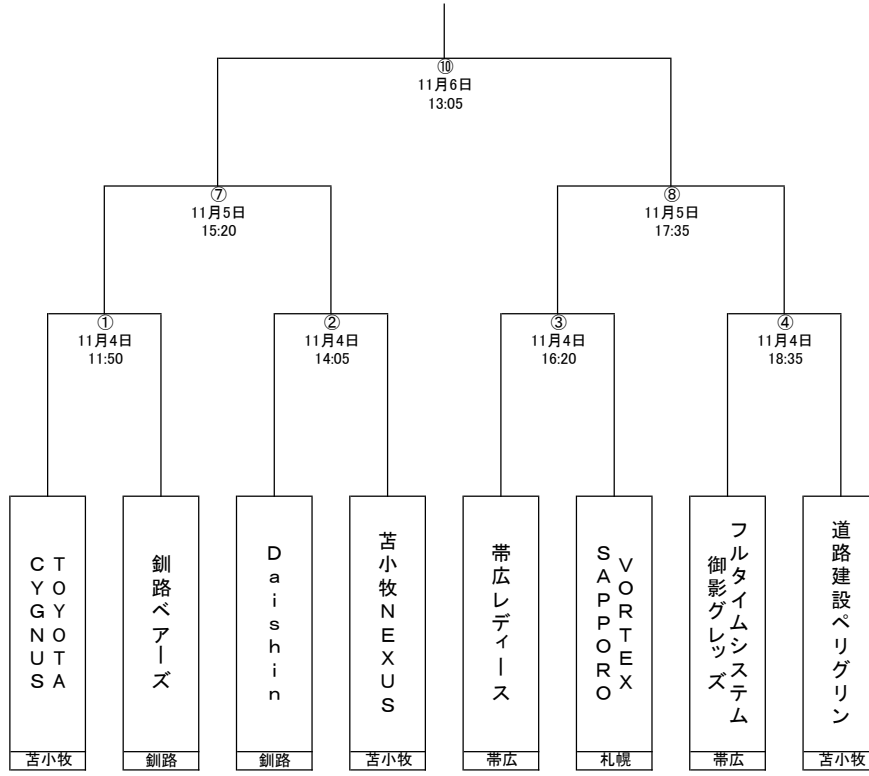 ⑩
11月6日
13:05
⑦
11月5日
15:20
⑧
11月5日
17:35
①
11月4日
11:50
②
11月4日
14:05
③
11月4日
16:20
④
11月4日
18:35
TOYOTA
CYGNUS
釧路ベアーズ
Daishin
苫小牧NEXUS
帯広レディース
VORTEX
SAPPORO
フルタイムシステム
御影グレッズ
道路建設ペリグリン
苫小牧
釧路
釧路
苫小牧
帯広
札幌
帯広
苫小牧